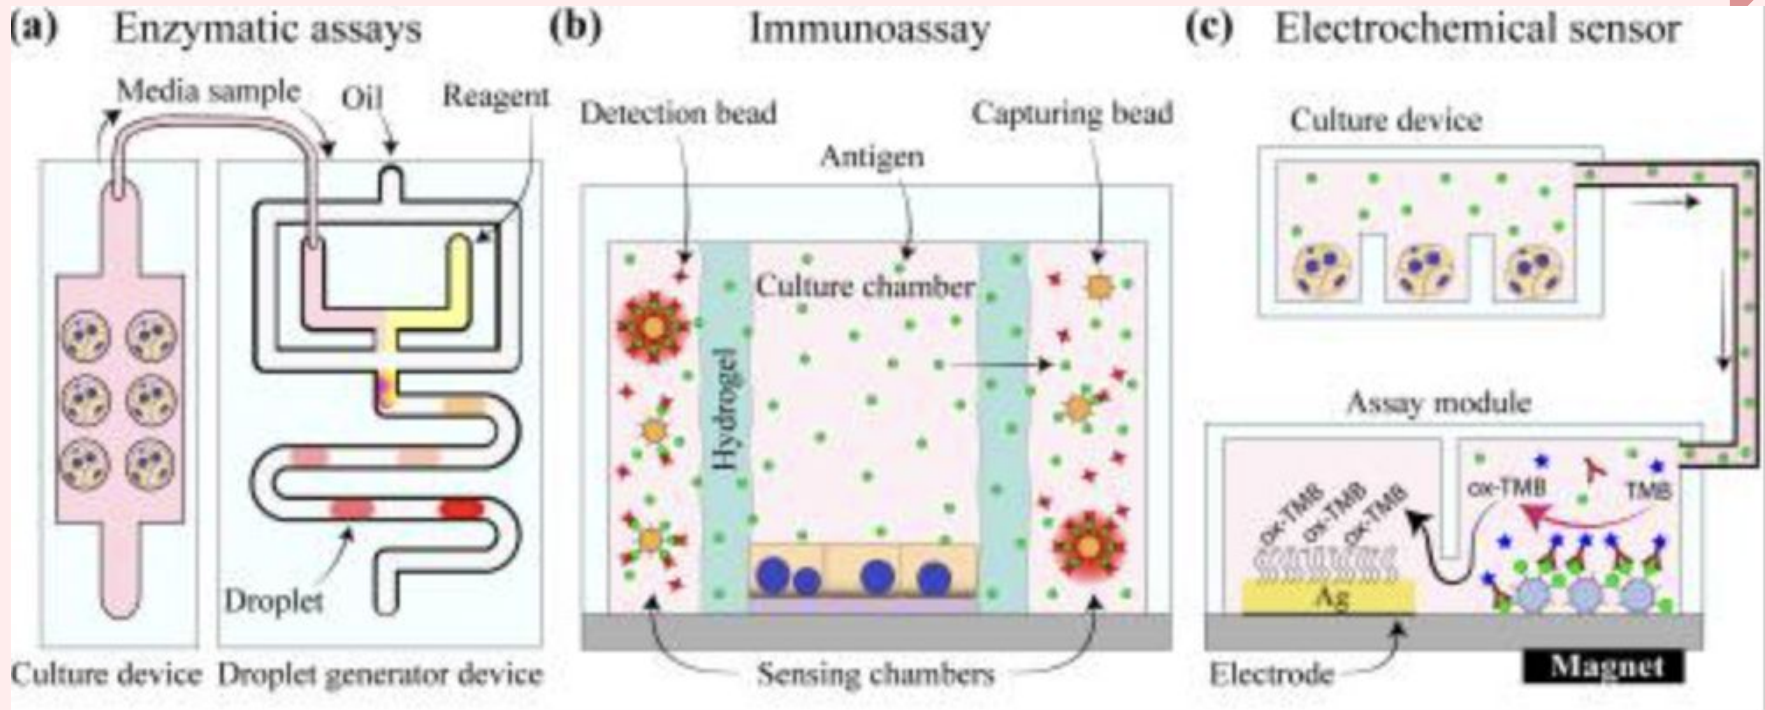 (a) Enzymatic assays
Media sample
Oil
Reagent
Droplet
Culture device
Droplet generator device
(b) Immunoassay
Detection bead
Capturing bead
Antigen
Culture chamber
Hydrogel
Sensing chambers
(c) Electrochemical sensor
Culture device
Assay module
ox-TMB
TMB
ox-TMB
ox-TMB
ox-TMB
Ag
Electrode
Magnet